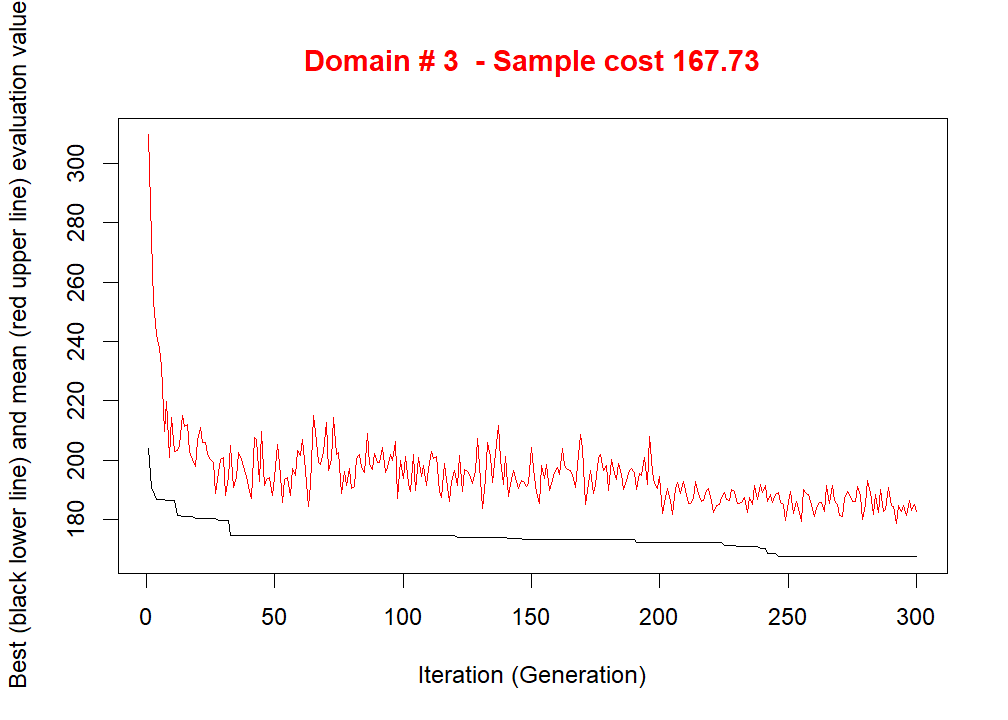 Domain # 3  - Sample cost 167.73
Best (black lower line) and mean (red upper line) evaluation value
300
280
260
240
220
200
180
0 50 100 150 200 250 300
Iteration (Generation)